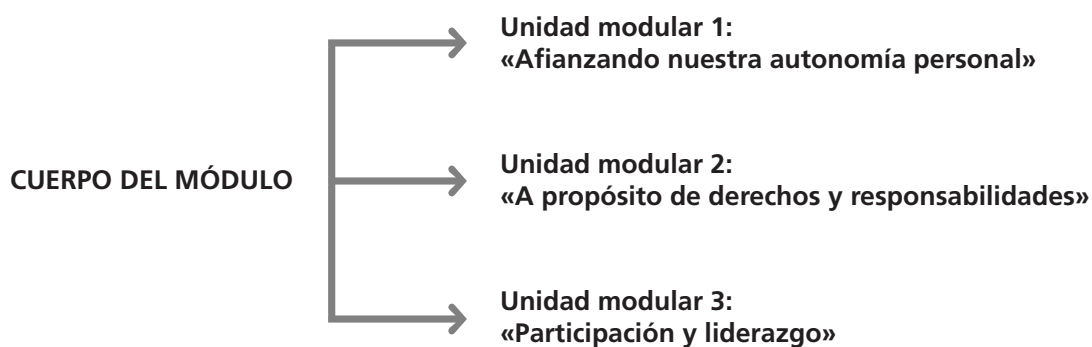 CUERPO DEL MÓDULO
Unidad modular 1:
«Afianzando nuestra autonomía personal»
Unidad modular 2:
«A propósito de derechos y responsabilidades»
Unidad modular 3:
«Participación y liderazgo»